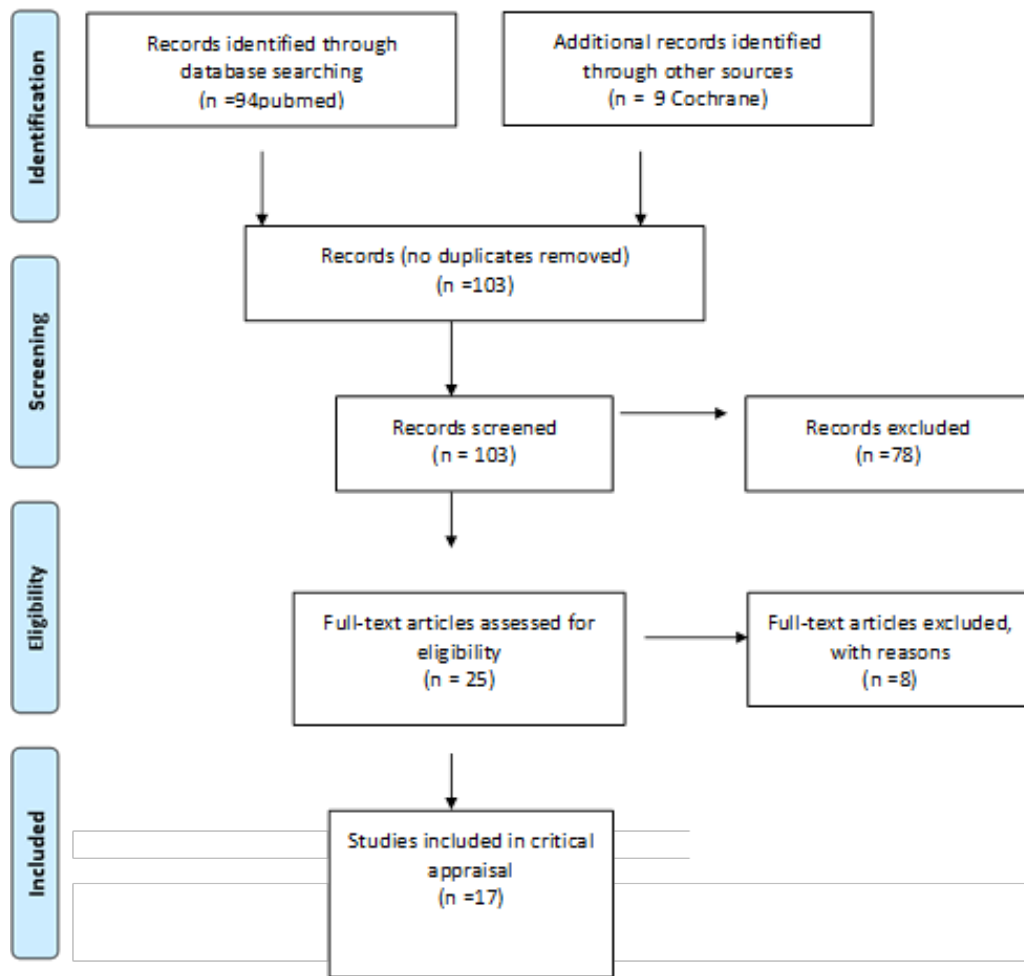 Identification
Records identified through
database searching
(n =94pubmed)
Additional records identified
through other sources
(n = 9 Cochrane)
Records (no duplicates removed)
(n =103)
Screening
Records screened
(n = 103)
Records excluded
(n =78)
Eligibility
Full-text articles assessed for
eligibility
(n = 25)
Full-text articles excluded,
with reasons
(n =8)
Included
Studies included in critical
appraisal
(n =17)